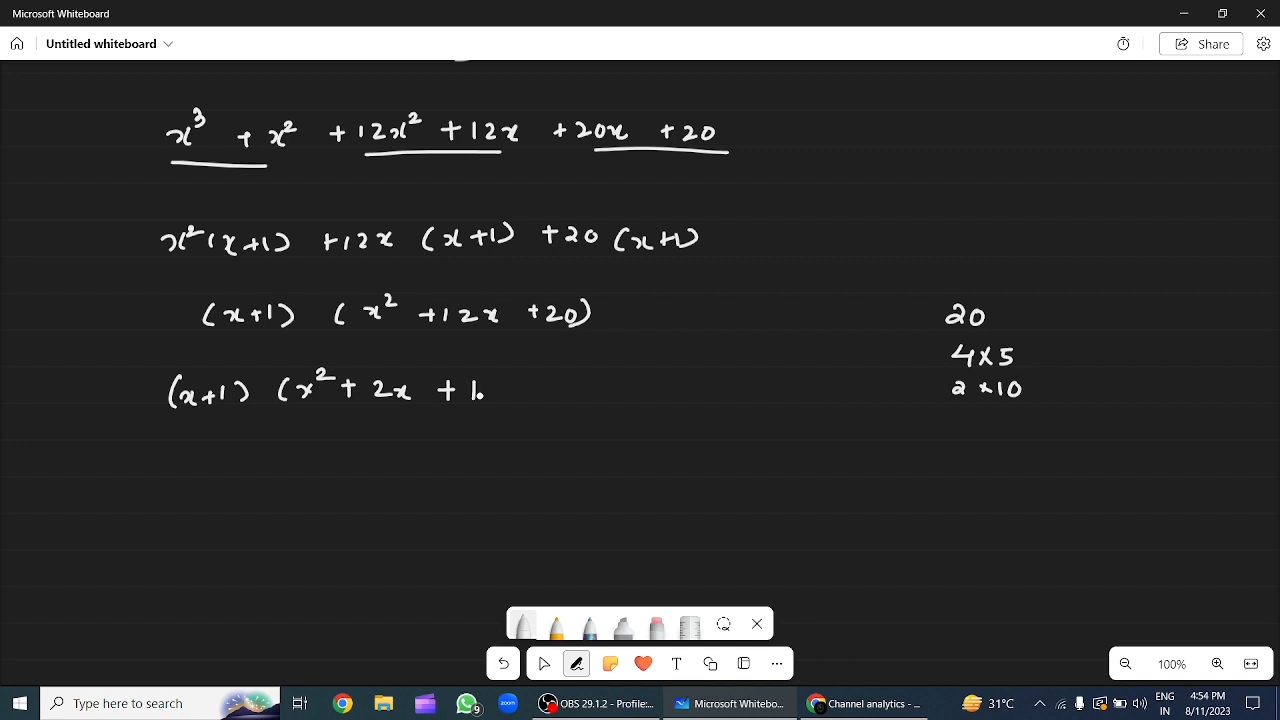 Microsoft Whiteboard
Untitled whiteboard
Share
x³ + x² + 12x² + 12x + 20x + 20
x² (x+1) + 12x (x+1) + 20 (x+1)
(x+1) (x² + 12x + 20)
20
4 × 5
(x+1) (x² + 2x + 1
2 × 10
100%
Type here to search
9
OBS 29.1.2 - Profile:...
Microsoft Whitebo...
Channel analytics - ...
31°C
ENG
IN
4:54 PM
8/11/2023